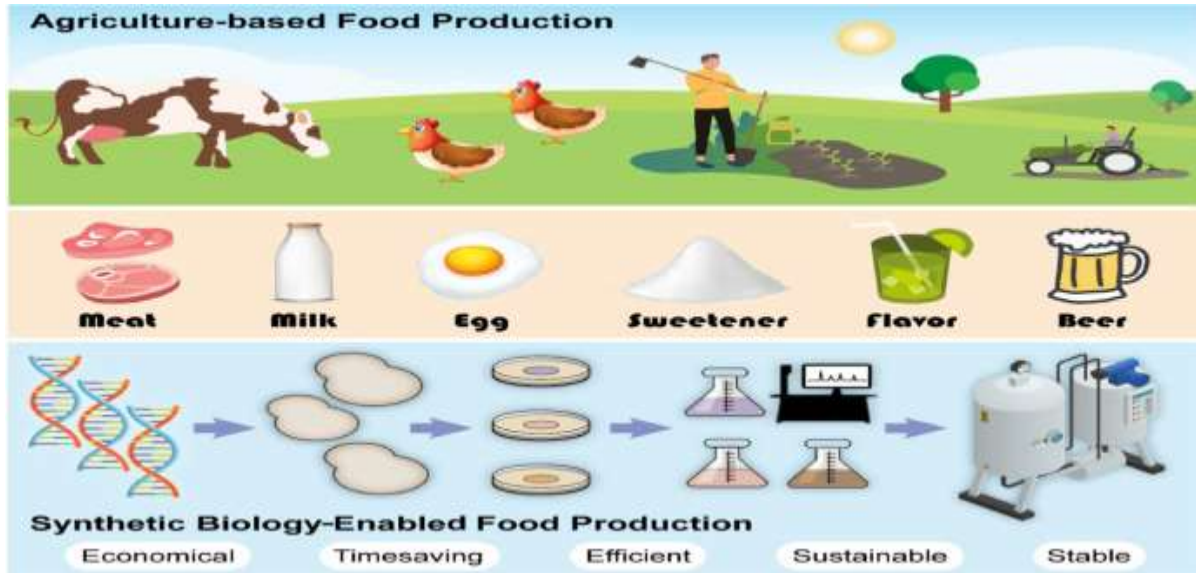 Agriculture-based Food Production
Meat Milk Egg Sweetener Flavor Beer
Synthetic Biology-Enabled Food Production
Economical Timesaving Efficient Sustainable Stable